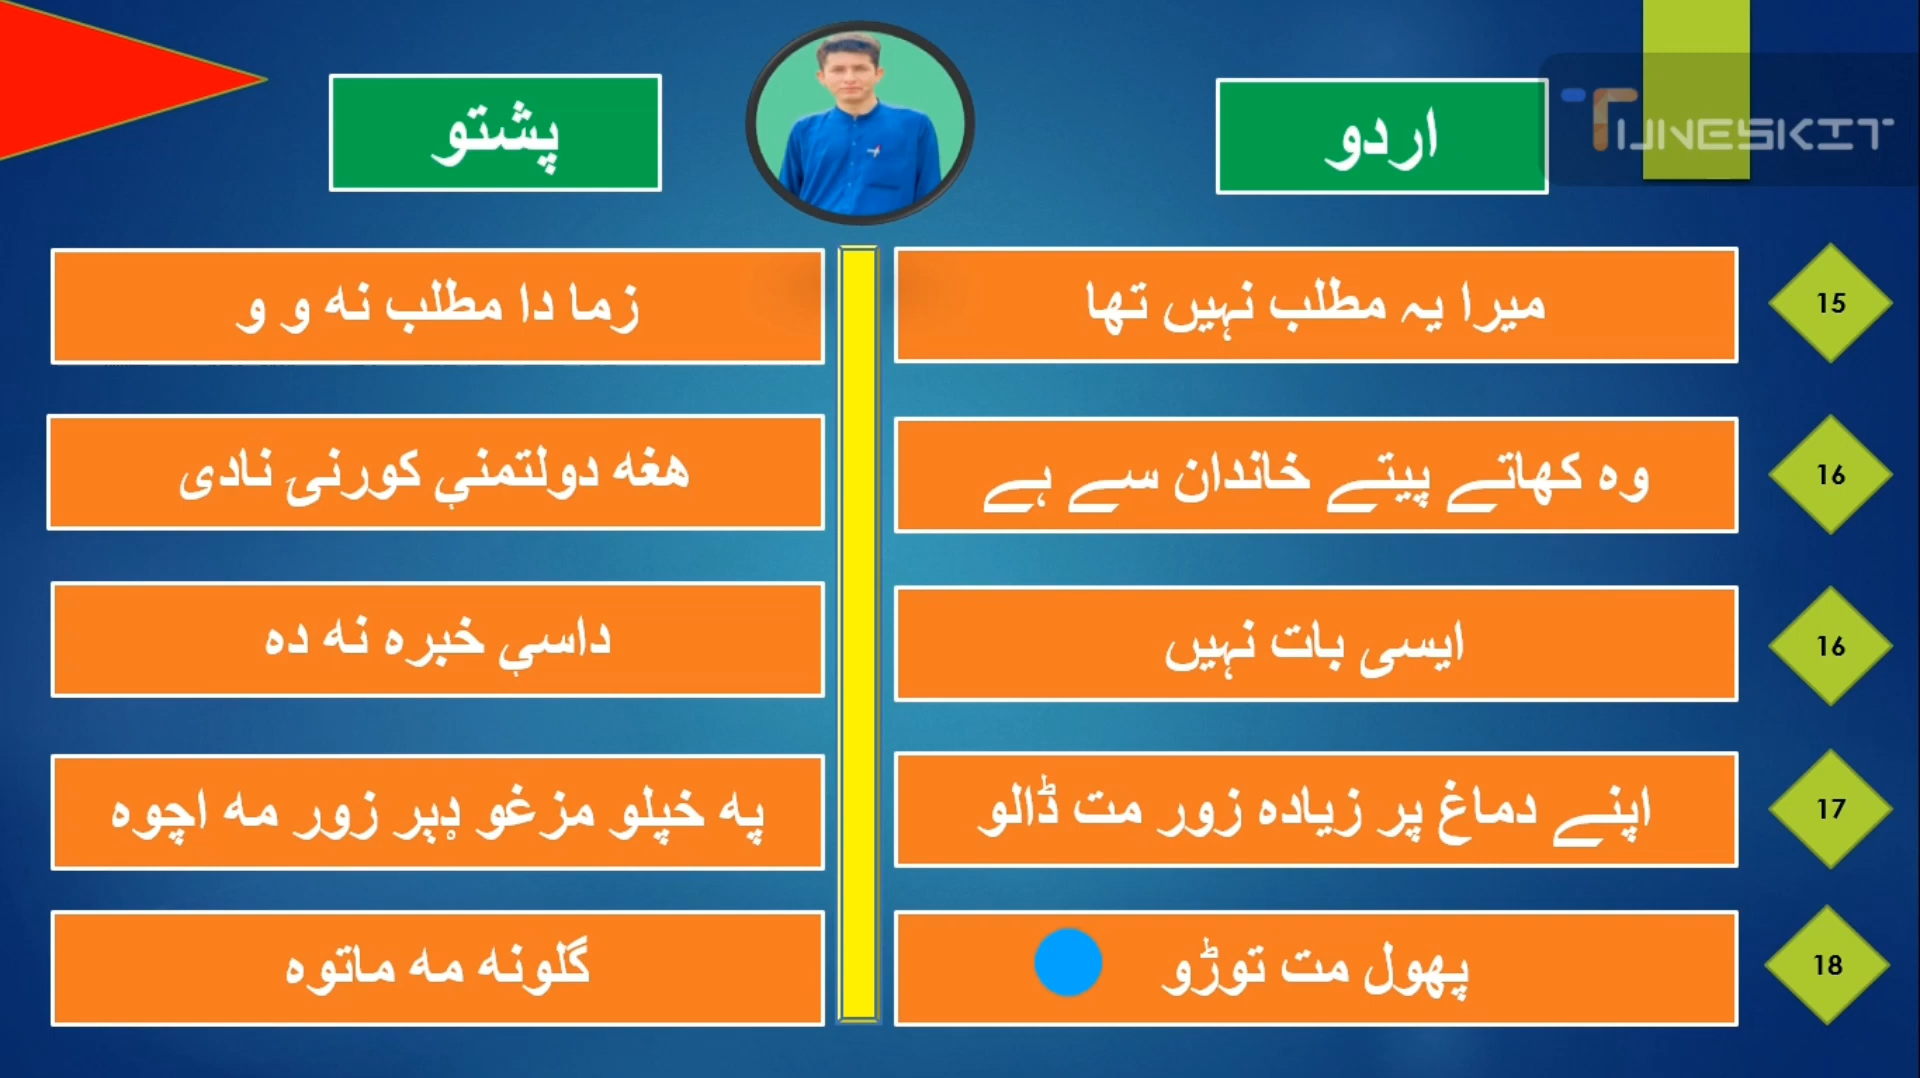 پشتو
اردو
TUNESKIT
میرا یہ مطلب نہیں تھا
زما دا مطلب نه و و
15
وہ کھاتے پیتے خاندان سے ہے
هغه دولتمنې کورنۍ نادی
16
ایسی بات نہیں
داسې خبره نه ده
16
اپنے دماغ پر زیادہ زور مت ڈالو
په خپلو مزغو ډېر زور مه اچوه
17
پھول مت توڑو
گلونه مه ماتوه
18